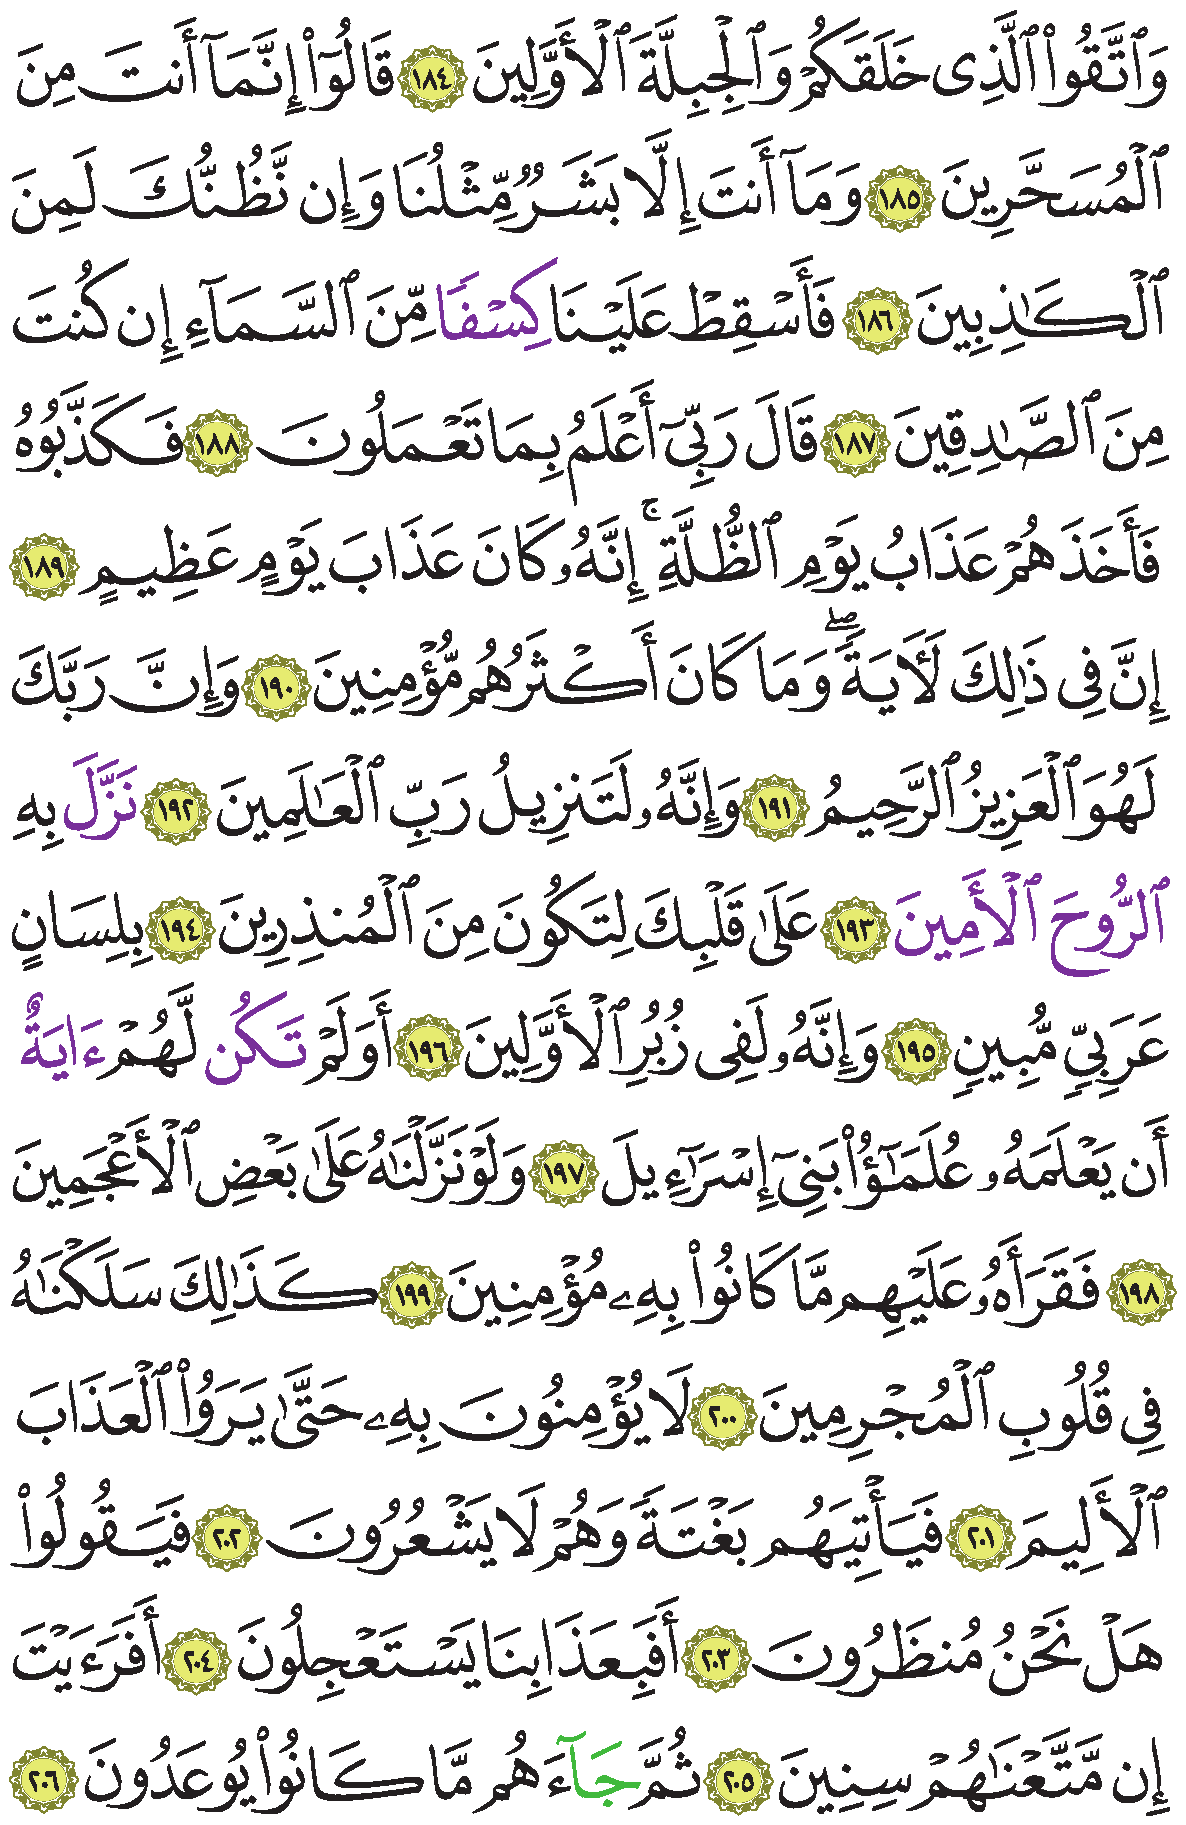 وَٱتَّقُوا۟ ٱلَّذِى خَلَقَكُمْ وَٱلْجِبِلَّةَ ٱلْأَوَّلِينَ ١٨٤ قَالُوٓا۟ إِنَّمَآ أَنتَ مِنَ
ٱلْمُسَحَّرِينَ ١٨٥ وَمَآ أَنتَ إِلَّا بَشَرٌ مِّثْلُنَا وَإِن نَّظُنُّكَ لَمِنَ
ٱلْكَـٰذِبِينَ ١٨٦ فَأَسْقِطْ عَلَيْنَا كِسْفًا مِّنَ ٱلسَّمَآءِ إِن كُنتَ
مِنَ ٱلصَّـٰدِقِينَ ١٨٧ قَالَ رَبِّىٓ أَعْلَمُ بِمَا تَعْمَلُونَ ١٨٨ فَكَذَّبُوهُ
فَأَخَذَهُمْ عَذَابُ يَوْمِ ٱلظُّلَّةِ ۚ إِنَّهُۥ كَانَ عَذَابَ يَوْمٍ عَظِيمٍ ١٨٩
إِنَّ فِى ذَٰلِكَ لَـَٔايَةً ۖ وَمَا كَانَ أَكْثَرُهُم مُّؤْمِنِينَ ١٩٠ وَإِنَّ رَبَّكَ
لَهُوَ ٱلْعَزِيزُ ٱلرَّحِيمُ ١٩١ وَإِنَّهُۥ لَتَنزِيلُ رَبِّ ٱلْعَـٰلَمِينَ ١٩٢ نَزَّلَ بِهِ
ٱلرُّوحَ ٱلْأَمِينَ ١٩٣ عَلَىٰ قَلْبِكَ لِتَكُونَ مِنَ ٱلْمُنذِرِينَ ١٩٤ بِلِسَانٍ
عَرَبِىٍّ مُّبِينٍ ١٩٥ وَإِنَّهُۥ لَفِى زُبُرِ ٱلْأَوَّلِينَ ١٩٦ أَوَلَمْ تَكُن لَّهُمْ ءَايَةٌ
أَن يَعْلَمَهُۥ عُلَمَـٰٓؤُا۟ بَنِىٓ إِسْرَٰٓءِيلَ ١٩٧ وَلَوْ نَزَّلْنَـٰهُ عَلَىٰ بَعْضِ ٱلْأَعْجَمِينَ
١٩٨ فَقَرَأَهُۥ عَلَيْهِم مَّا كَانُوا۟ بِهِۦ مُؤْمِنِينَ ١٩٩ كَذَٰلِكَ سَلَكْنَـٰهُ
فِى قُلُوبِ ٱلْمُجْرِمِينَ ٢٠٠ لَا يُؤْمِنُونَ بِهِۦ حَتَّىٰ يَرَوُا۟ ٱلْعَذَابَ
ٱلْأَلِيمَ ٢٠١ فَيَأْتِيَهُم بَغْتَةً وَهُمْ لَا يَشْعُرُونَ ٢٠٢ فَيَقُولُوا۟
هَلْ نَحْنُ مُنظَرُونَ ٢٠٣ أَفَبِعَذَابِنَا يَسْتَعْجِلُونَ ٢٠٤ أَفَرَءَيْتَ
إِن مَّتَّعْنَـٰهُمْ سِنِينَ ٢٠٥ ثُمَّ جَآءَهُم مَّا كَانُوا۟ يُوعَدُونَ ٢٠٦